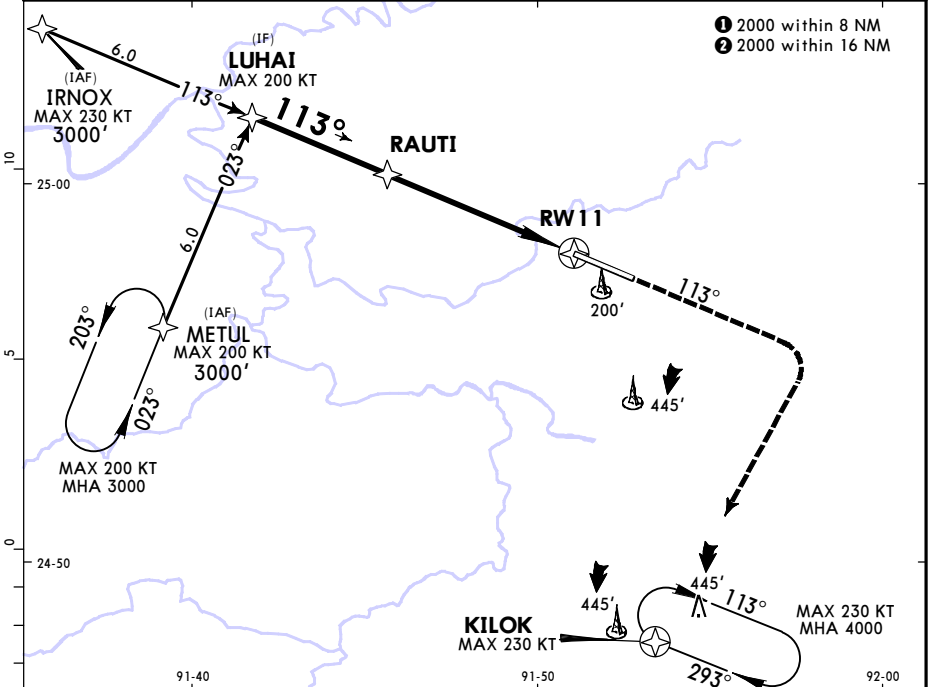 ❶ 2000 within 8 NM
❷ 2000 within 16 NM
6.0
(IAF)
IRNOX
MAX 230 KT
3000'
113°
(IF)
LUHAI
MAX 200 KT
113°
RAUTI
10
25-00
023°
6.0
RW11
200'
113°
203°
(IAF)
METUL
MAX 200 KT
3000'
5
023°
445'
MAX 200 KT
MHA 3000
0
24-50
445'
445'
113°
MAX 230 KT
MHA 4000
KILOK
MAX 230 KT
293°
91-40
91-50
92-00